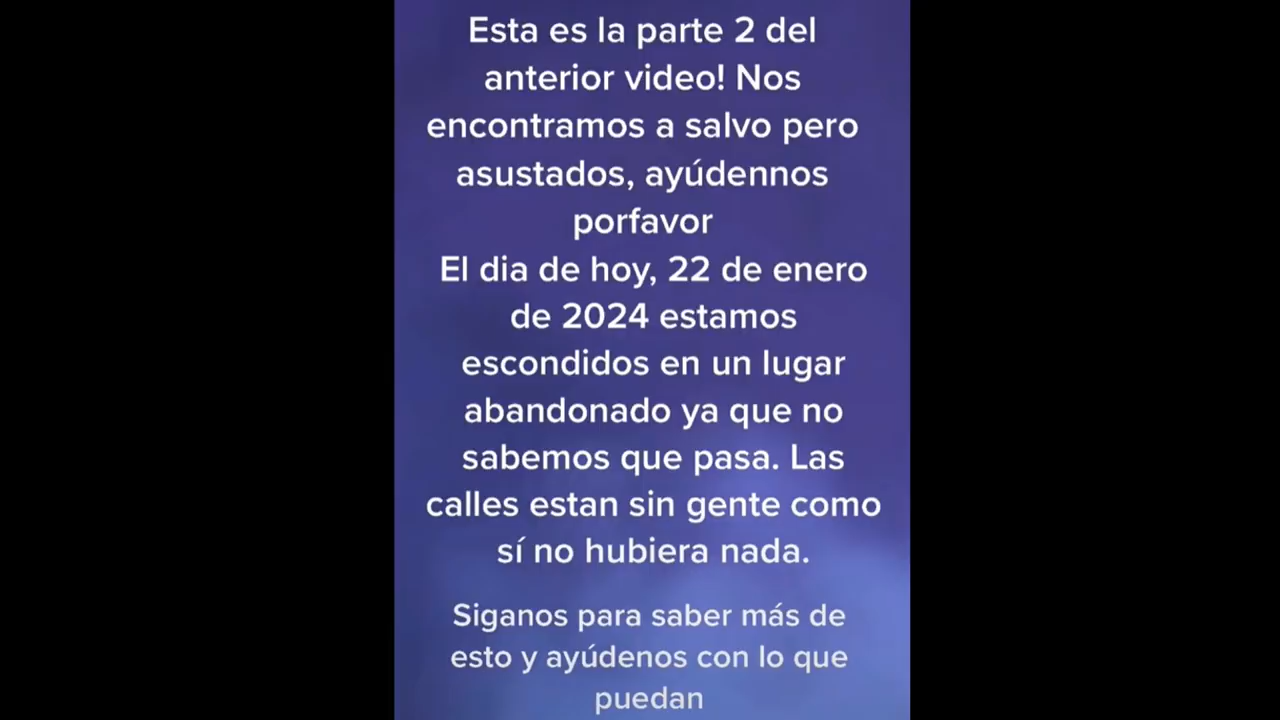 Esta es la parte 2 del
anterior video! Nos
encontramos a salvo pero
asustados, ayúdennos
porfavor
El dia de hoy, 22 de enero
de 2024 estamos
escondidos en un lugar
abandonado ya que no
sabemos que pasa. Las
calles estan sin gente como
sí no hubiera nada.
Siganos para saber más de
esto y ayúdenos con lo que
puedan